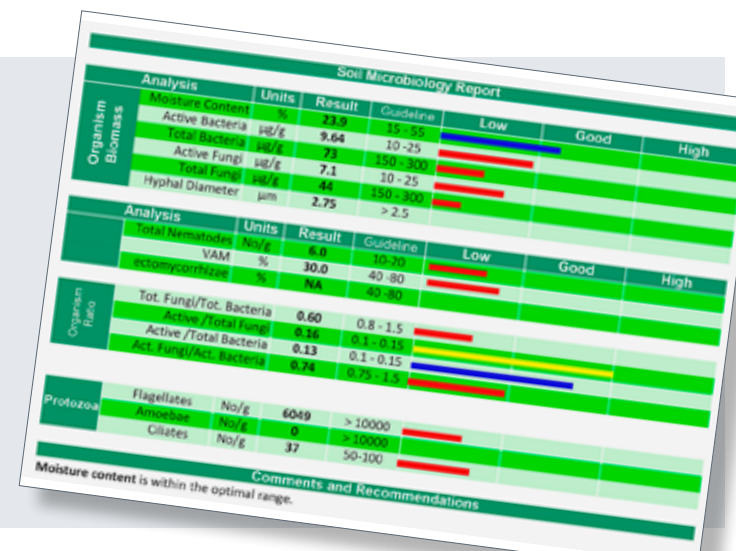 Soil Microbiology Report
Organism Biomass
Analysis Units Result Guideline Low Good High
Moisture Content % 23.9 15 - 55
Active Bacteria µg/g 9.64 10 -25
Total Bacteria µg/g 73 150 - 300
Active Fungi µg/g 7.1 10 - 25
Total Fungi µg/g 44 150 - 300
Hyphal Diameter µm 2.75 > 2.5
Analysis Units Result Guideline Low Good High
Total Nematodes No/g 6.0 10-20
VAM % 30.0 40 -80
ectomycorrhizae % NA 40 -80
Organism Ratio
Tot. Fungi/Tot. Bacteria 0.60 0.8 - 1.5
Active /Total Fungi 0.16 0.1 - 0.15
Active /Total Bacteria 0.13 0.1 - 0.15
Act. Fungi/Act. Bacteria 0.74 0.75 - 1.5
Protozoa
Flagellates No/g 6049 > 10000
Amoebae No/g 0 > 10000
Ciliates No/g 37 50-100
Comments and Recommendations
Moisture content is within the optimal range.